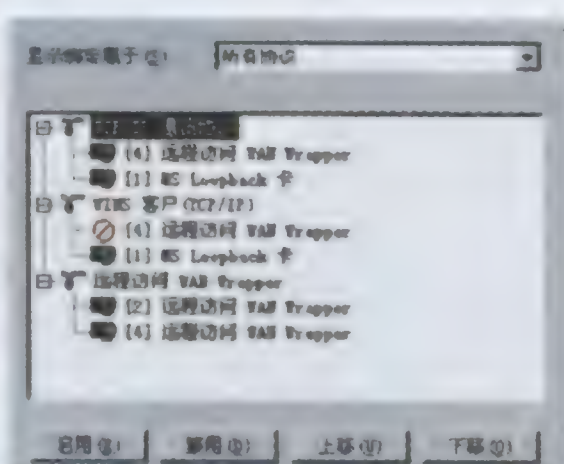 显示绑定属于(E):
所有协议
TCP/IP
[4] 远程访问 WAN Wrapper
[1] MS Loopback 卡
WINS 客户(TCP/IP)
[4] 远程访问 WAN Wrapper
[1] MS Loopback 卡
远程访问 WAN Wrapper
[2] 远程访问 WAN Wrapper
[4] 远程访问 WAN Wrapper
启用(E) 禁用(D) 上移(U) 下移(O)